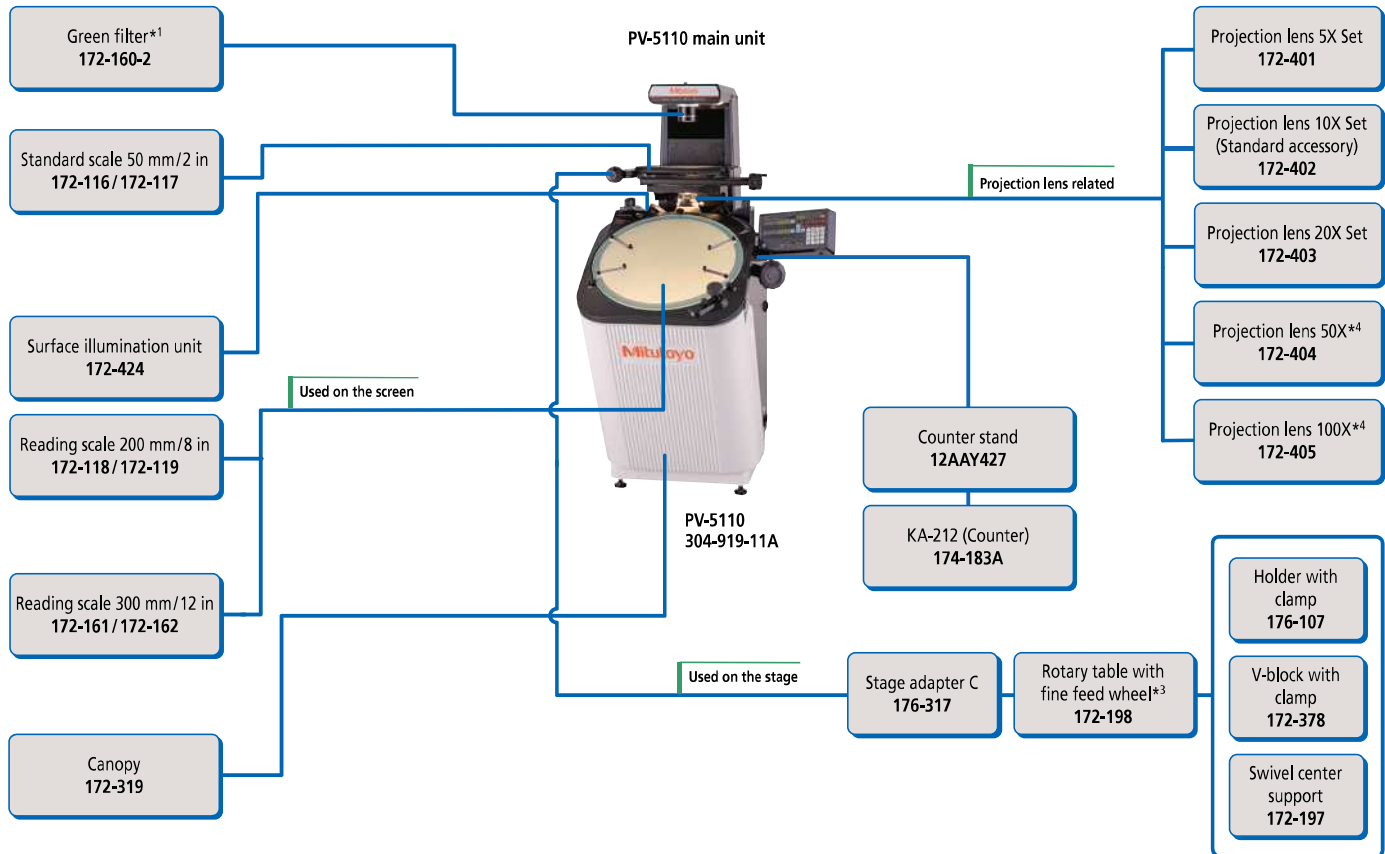 Green filter*1
172-160-2
Standard scale 50 mm/2 in
172-116/172-117
Surface illumination unit
172-424
Used on the screen
Reading scale 200 mm/8 in
172-118/172-119
Reading scale 300 mm/12 in
172-161/172-162
Canopy
172-319
PV-5110 main unit
Mitutoyo
Mitutoyo
PV-5110
304-919-11A
Projection lens related
Projection lens 5X Set
172-401
Projection lens 10X Set
(Standard accessory)
172-402
Projection lens 20X Set
172-403
Projection lens 50X*4
172-404
Projection lens 100X*4
172-405
Counter stand
12AAY427
KA-212 (Counter)
174-183A
Used on the stage
Stage adapter C
176-317
Rotary table with
fine feed wheel*3
172-198
Holder with
clamp
176-107
V-block with
clamp
172-378
Swivel center
support
172-197